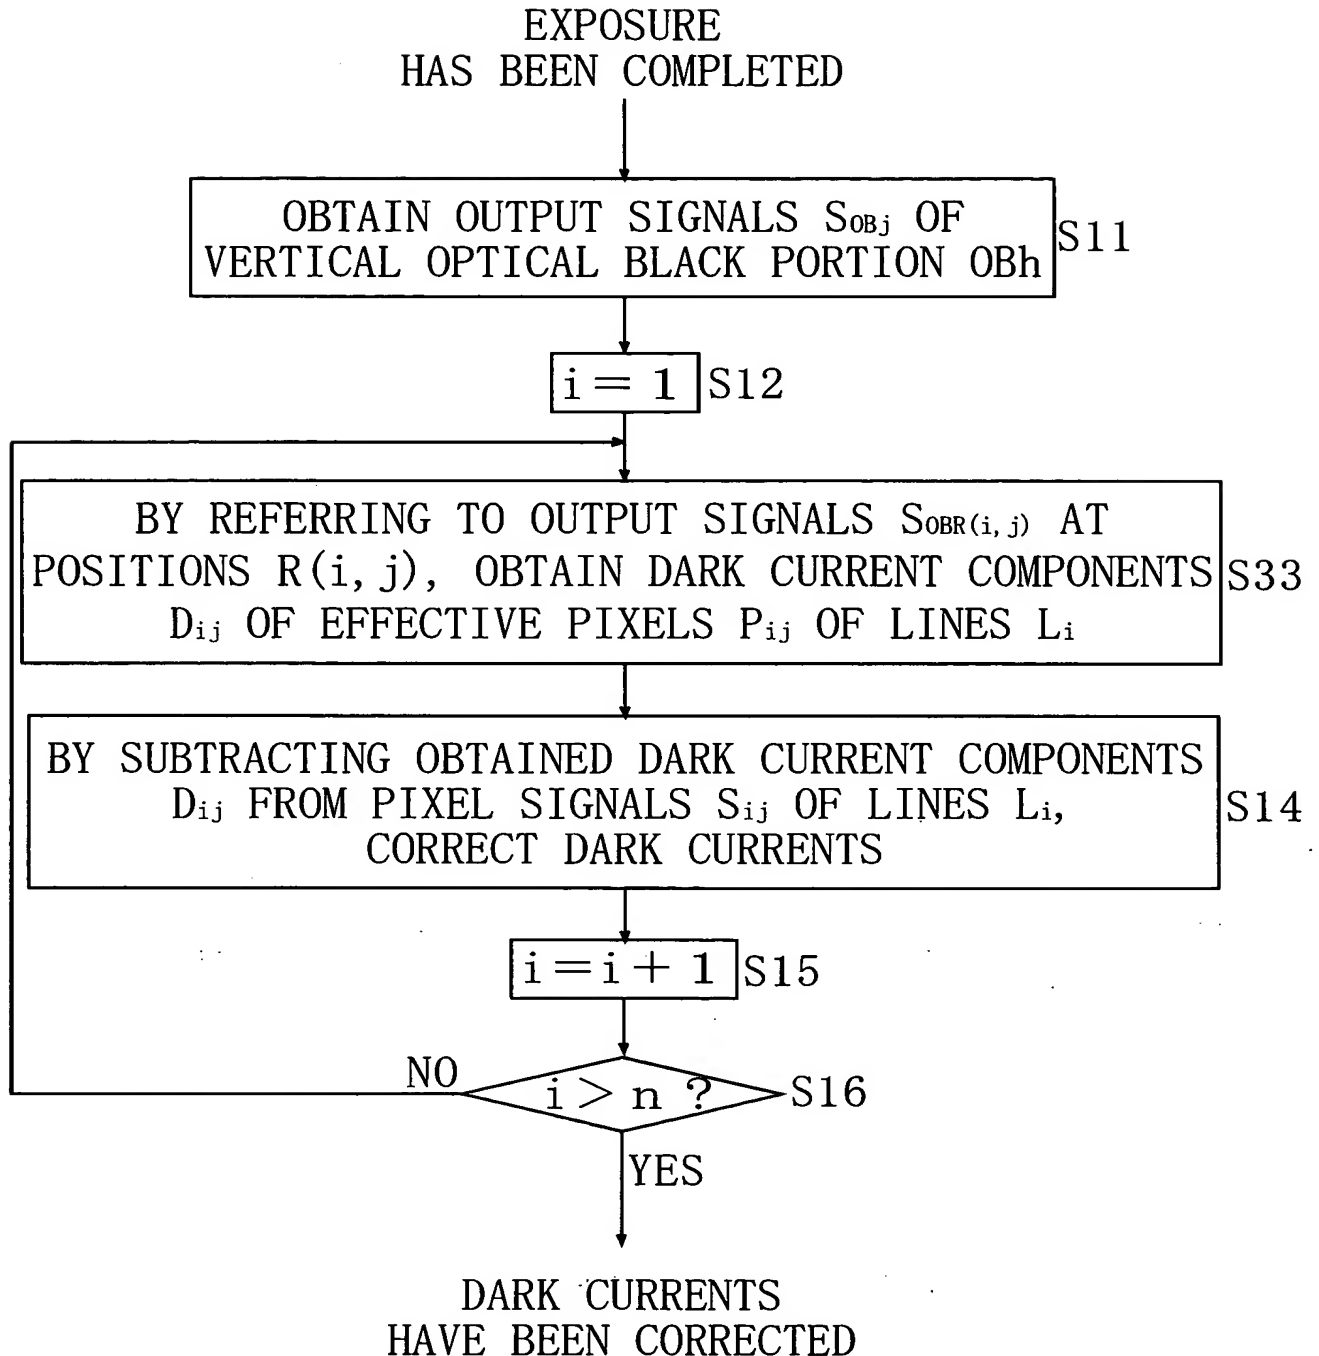 EXPOSURE
HAS BEEN COMPLETED
OBTAIN OUTPUT SIGNALS SOBj OF
VERTICAL OPTICAL BLACK PORTION OBh
S11
i = 1
S12
BY REFERRING TO OUTPUT SIGNALS SOBR(i, j) AT
POSITIONS R(i, j), OBTAIN DARK CURRENT COMPONENTS
Dij OF EFFECTIVE PIXELS Pij OF LINES Li
S33
BY SUBTRACTING OBTAINED DARK CURRENT COMPONENTS
Dij FROM PIXEL SIGNALS Sij OF LINES Li,
CORRECT DARK CURRENTS
S14
i = i + 1
S15
NO
i > n ?
S16
YES
DARK CURRENTS
HAVE BEEN CORRECTED